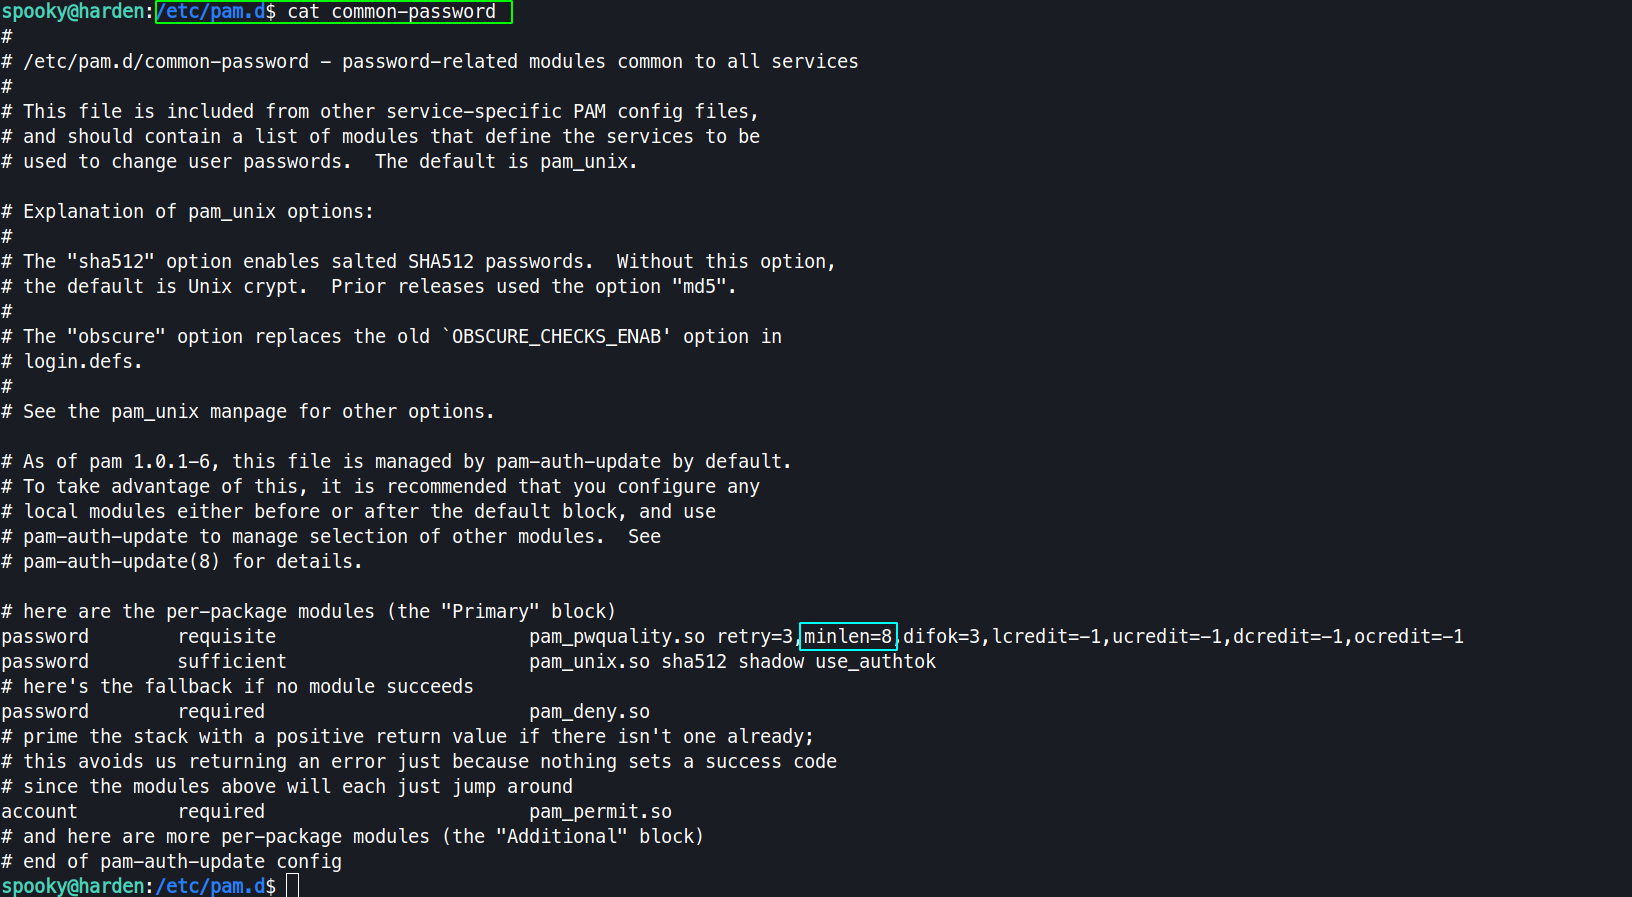 spooky@harden:/etc/pam.d$ cat common-password
#
# /etc/pam.d/common-password - password-related modules common to all services
#
# This file is included from other service-specific PAM config files,
# and should contain a list of modules that define the services to be
# used to change user passwords.  The default is pam_unix.

# Explanation of pam_unix options:
#
# The "sha512" option enables salted SHA512 passwords.  Without this option,
# the default is Unix crypt.  Prior releases used the option "md5".
#
# The "obscure" option replaces the old `OBSCURE_CHECKS_ENAB' option in
# login.defs.
#
# See the pam_unix manpage for other options.

# As of pam 1.0.1-6, this file is managed by pam-auth-update by default.
# To take advantage of this, it is recommended that you configure any
# local modules either before or after the default block, and use
# pam-auth-update to manage selection of other modules.  See
# pam-auth-update(8) for details.

# here are the per-package modules (the "Primary" block)
password        requisite                       pam_pwquality.so retry=3,minlen=8,difok=3,lcredit=-1,ucredit=-1,dcredit=-1,ocredit=-1
password        sufficient                      pam_unix.so sha512 shadow use_authtok
# here's the fallback if no module succeeds
password        required                        pam_deny.so
# prime the stack with a positive return value if there isn't one already;
# this avoids us returning an error just because nothing sets a success code
# since the modules above will each just jump around
account         required                        pam_permit.so
# and here are more per-package modules (the "Additional" block)
# end of pam-auth-update config
spooky@harden:/etc/pam.d$